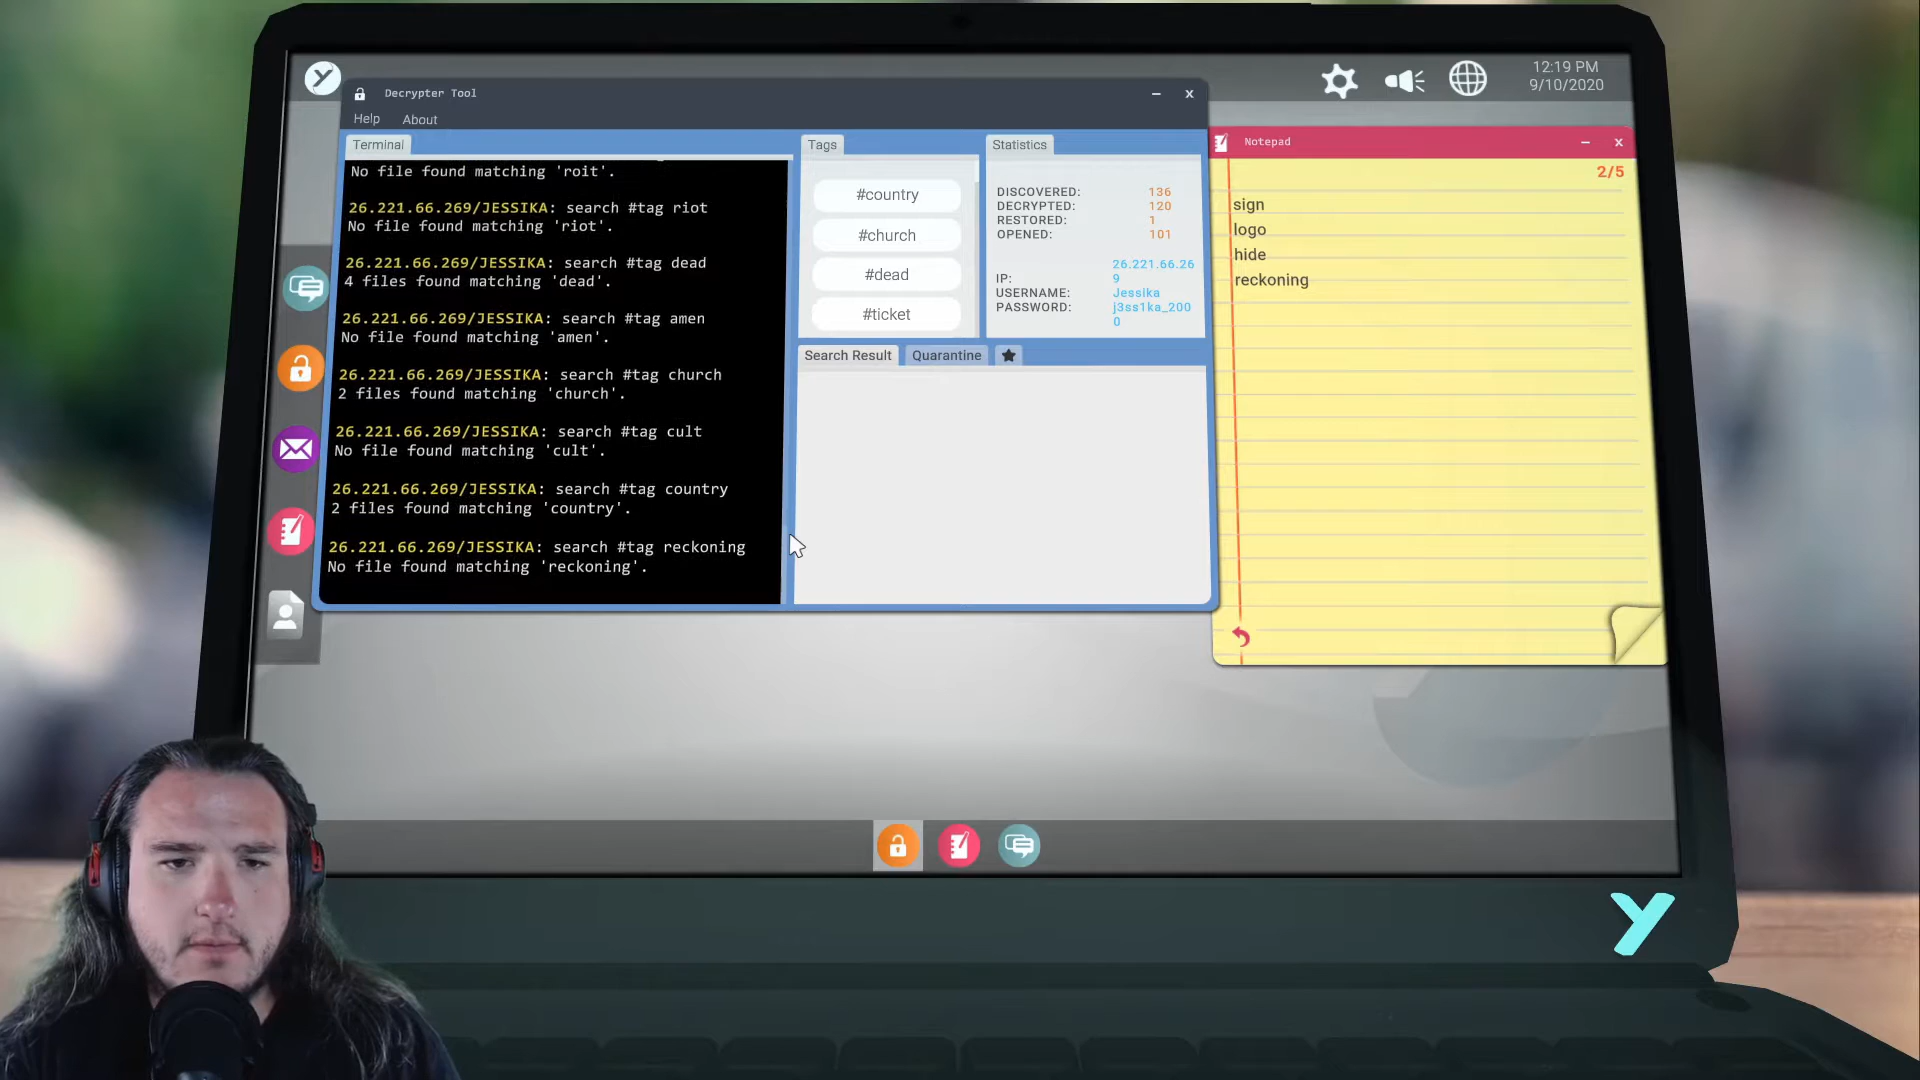 12:19 PM
9/10/2020
Decrypter Tool
Help About
Terminal
No file found matching 'roit'.
26.221.66.269/JESSIKA: search #tag riot
No file found matching 'riot'.
26.221.66.269/JESSIKA: search #tag dead
4 files found matching 'dead'.
26.221.66.269/JESSIKA: search #tag amen
No file found matching 'amen'.
26.221.66.269/JESSIKA: search #tag church
2 files found matching 'church'.
26.221.66.269/JESSIKA: search #tag cult
No file found matching 'cult'.
26.221.66.269/JESSIKA: search #tag country
2 files found matching 'country'.
26.221.66.269/JESSIKA: search #tag reckoning
No file found matching 'reckoning'.
Tags
#country
#church
#dead
#ticket
Statistics
DISCOVERED: 136
DECRYPTED: 120
RESTORED: 1
OPENED: 101
IP: 26.221.66.26
9
USERNAME: Jessika
PASSWORD: j3ss1ka_200
0
Search Result Quarantine
Notepad
2/5
sign
logo
hide
reckoning